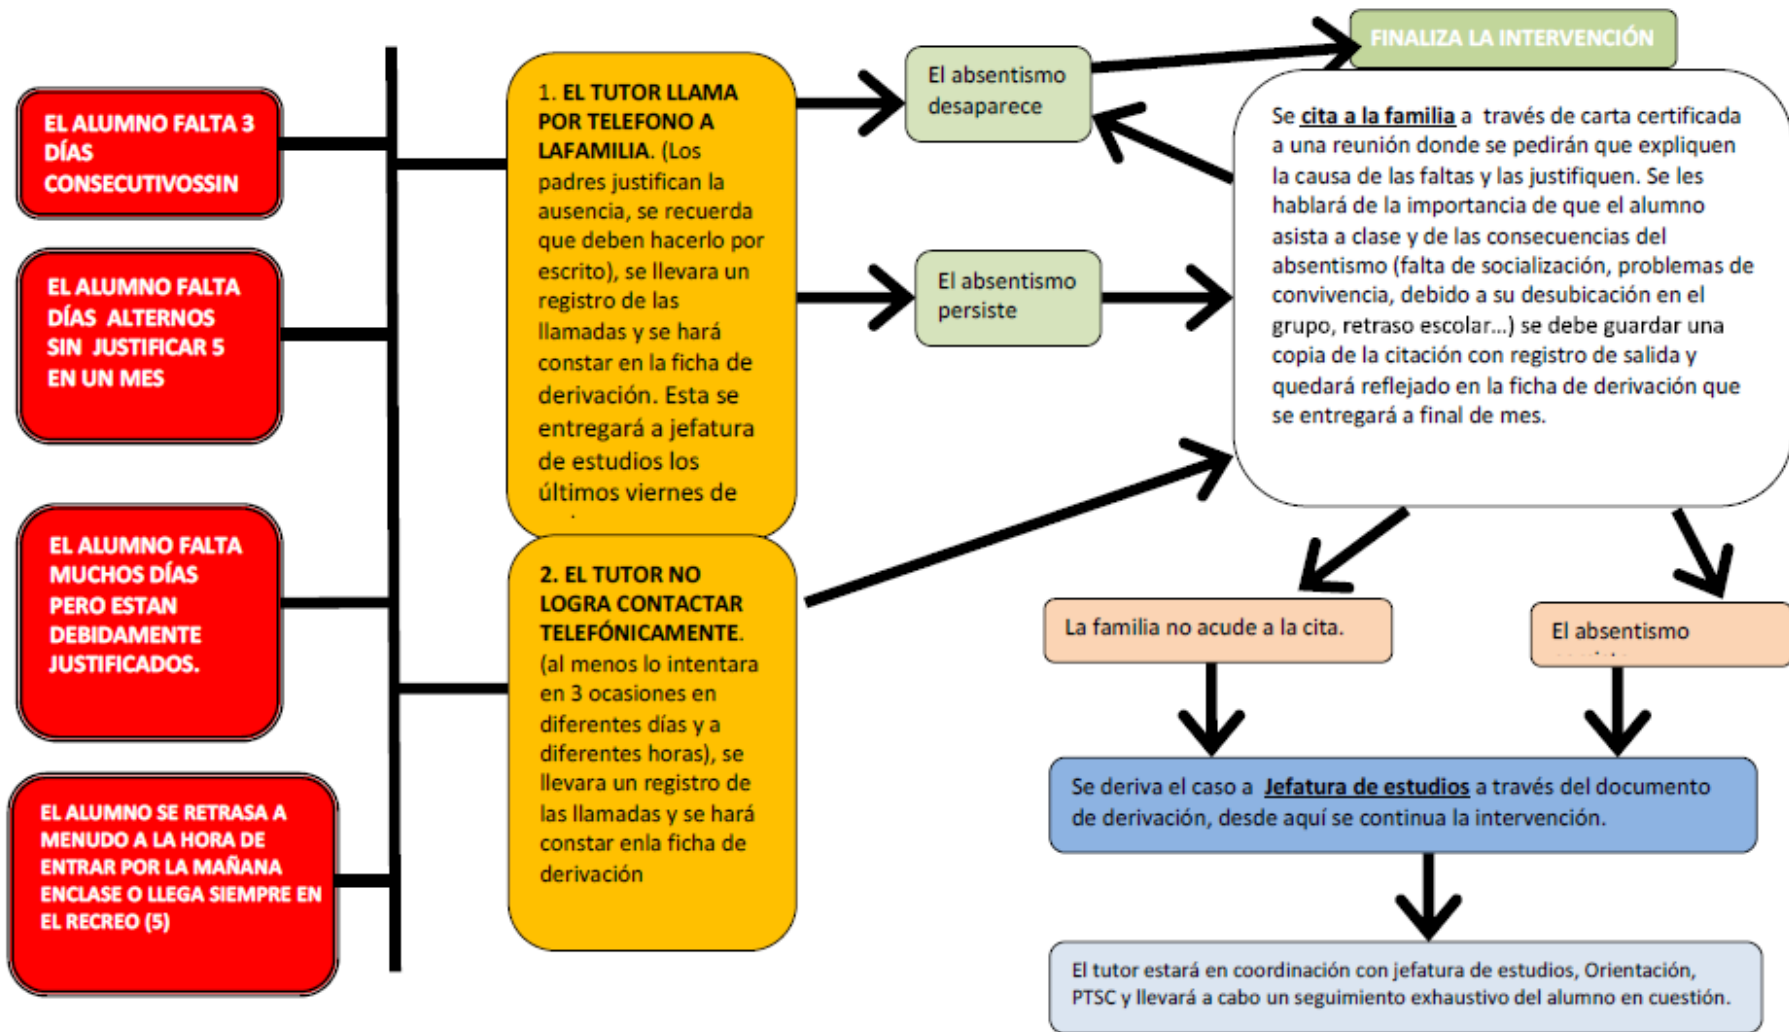 EL ALUMNO FALTA 3
DÍAS
CONSECUTIVOSSIN
EL ALUMNO FALTA
DÍAS ALTERNOS
SIN JUSTIFICAR 5
EN UN MES
EL ALUMNO FALTA
MUCHOS DÍAS
PERO ESTAN
DEBIDAMENTE
JUSTIFICADOS.
EL ALUMNO SE RETRASA A
MENUDO A LA HORA DE
ENTRAR POR LA MAÑANA
ENCLASE O LLEGA SIEMPRE EN
EL RECREO (5)
1. EL TUTOR LLAMA
POR TELEFONO A
LAFAMILIA. (Los
padres justifican la
ausencia, se recuerda
que deben hacerlo por
escrito), se llevara un
registro de las
llamadas y se hará
constar en la ficha de
derivación. Esta se
entregará a jefatura
de estudios los
últimos viernes de
2. EL TUTOR NO
LOGRA CONTACTAR
TELEFÓNICAMENTE.
(al menos lo intentara
en 3 ocasiones en
diferentes días y a
diferentes horas), se
llevara un registro de
las llamadas y se hará
constar enla ficha de
derivación
El absentismo
desaparece
El absentismo
persiste
FINALIZA LA INTERVENCIÓN
Se cita a la familia a través de carta certificada
a una reunión donde se pedirán que expliquen
la causa de las faltas y las justifiquen. Se les
hablará de la importancia de que el alumno
asista a clase y de las consecuencias del
absentismo (falta de socialización, problemas de
convivencia, debido a su desubicación en el
grupo, retraso escolar...) se debe guardar una
copia de la citación con registro de salida y
quedará reflejado en la ficha de derivación que
se entregará a final de mes.
La familia no acude a la cita.
El absentismo
Se deriva el caso a Jefatura de estudios a través del documento
de derivación, desde aquí se continua la intervención.
El tutor estará en coordinación con jefatura de estudios, Orientación,
PTSC y llevará a cabo un seguimiento exhaustivo del alumno en cuestión.